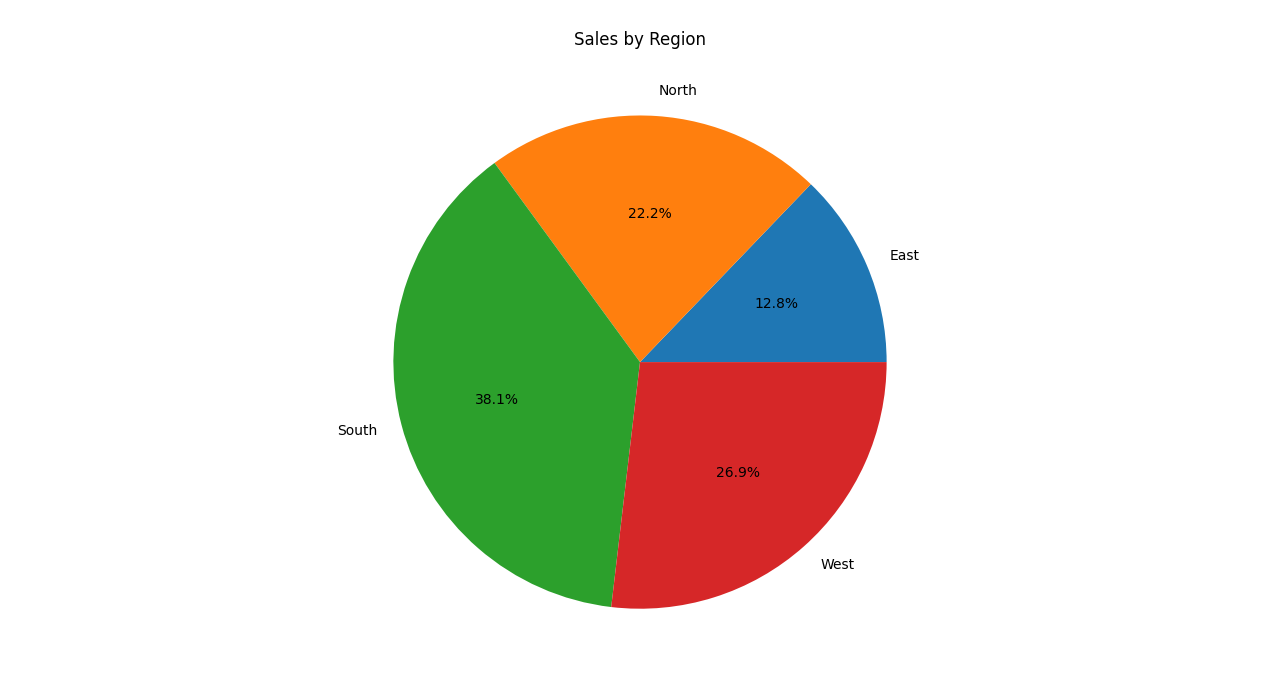 Sales by Region
North
22.2%
East
12.8%
38.1%
South
26.9%
West